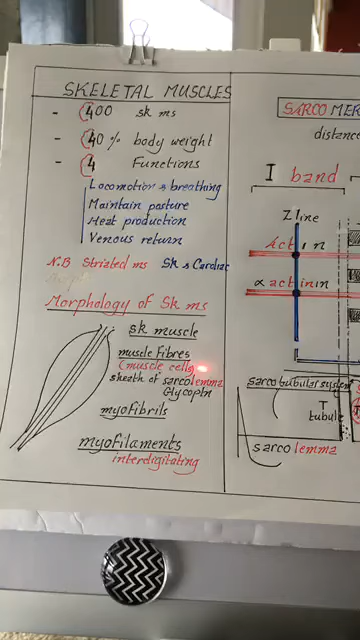 SKELETAL MUSCLES
- 400 sk ms
- 40 % body weight
- 4 Functions
Locomotion & breathing
Maintain posture
Heat production
Venous return
N.B Striated ms Sk & Cardiac
Morphology of Sk ms
sk muscle
muscle Fibres
(muscle cells)
sheath of sarcolemma
Glycoptn
myofibrils
myofilaments
interdigitating
SARCO MER
distance
I band
Z line
Actin
α actinin
sarco tubular system
T
tubule
sarco lemma